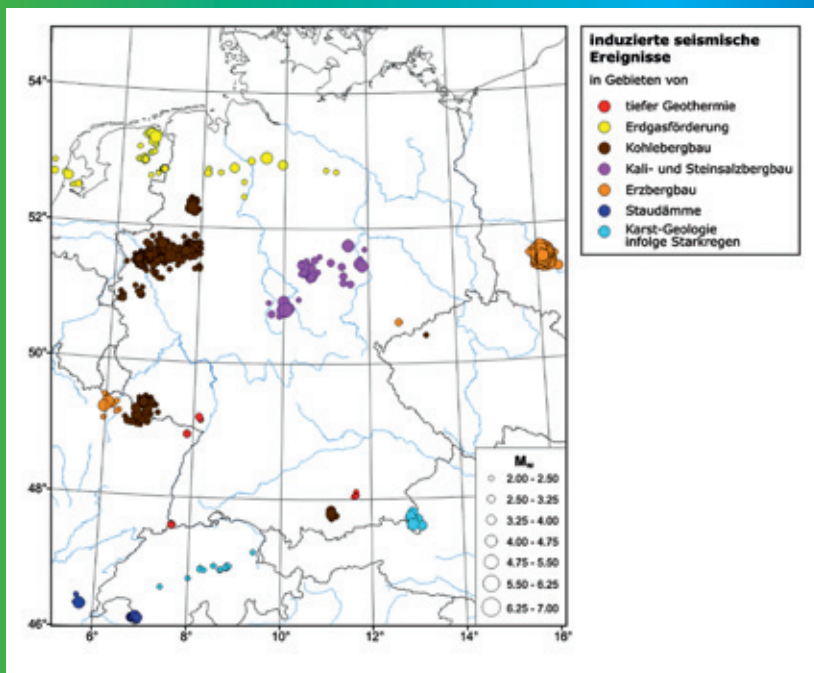 induzierte seismische
Ereignisse
in Gebieten von
tiefer Geothermie
Erdgasförderung
Kohlebergbau
Kali- und Steinsalzbergbau
Erzbergbau
Staudämme
Karst-Geologie
infolge Starkregen
54°
52°
50°
48°
46°
Mw
2.00 - 2.50
2.50 - 3.25
3.25 - 4.00
4.00 - 4.75
4.75 - 5.50
5.50 - 6.25
6.25 - 7.00
6°
8°
10°
12°
14°
16°